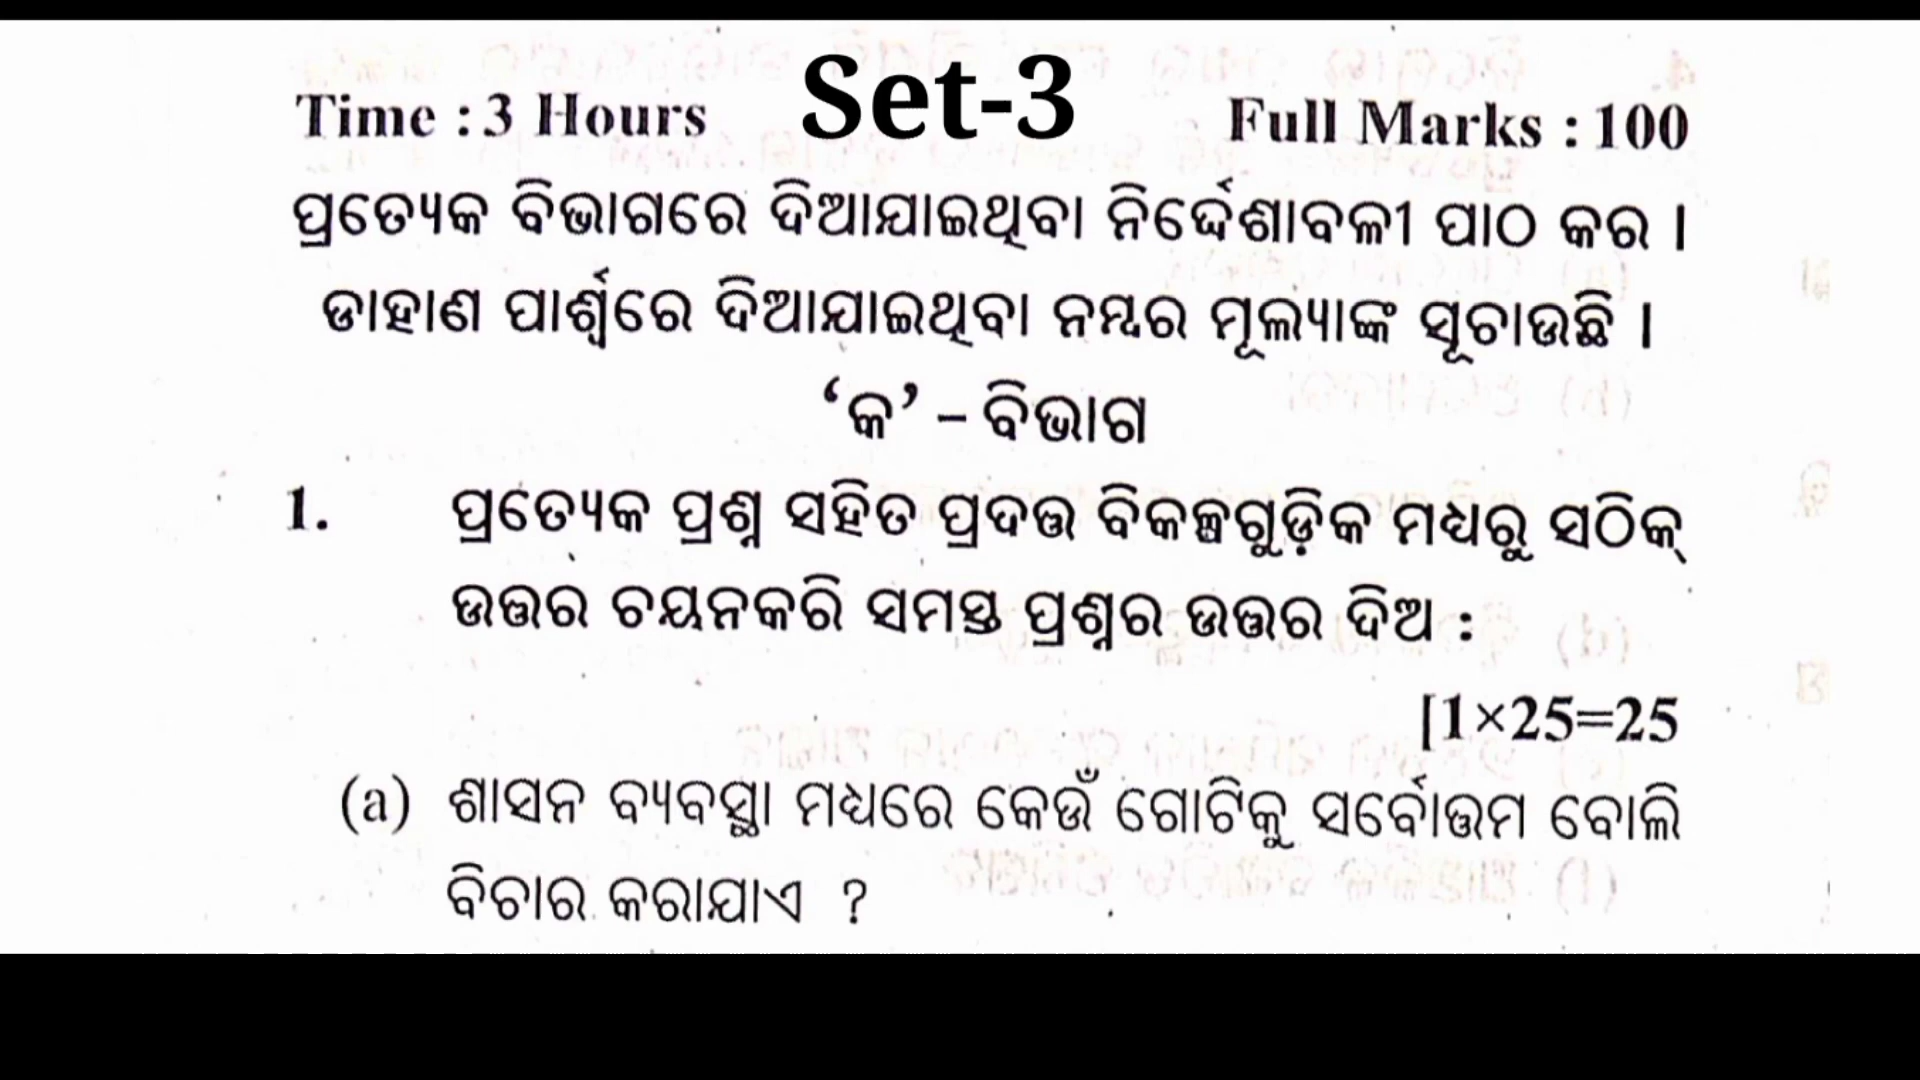 Set-3
Time : 3 Hours Full Marks : 100
ପ୍ରତ୍ୟେକ ବିଭାଗରେ ଦିଆଯାଇଥିବା ନିର୍ଦ୍ଦେଶାବଳୀ ପାଠ କର ।
ଡାହାଣ ପାର୍ଶ୍ୱରେ ଦିଆଯାଇଥିବା ନମ୍ବର ମୂଲ୍ୟାଙ୍କ ସୂଚାଉଛି ।
‘କ’ – ବିଭାଗ
1. ପ୍ରତ୍ୟେକ ପ୍ରଶ୍ନ ସହିତ ପ୍ରଦତ୍ତ ବିକଳ୍ପଗୁଡ଼ିକ ମଧ୍ୟରୁ ସଠିକ୍
ଉତ୍ତର ଚୟନକରି ସମସ୍ତ ପ୍ରଶ୍ନର ଉତ୍ତର ଦିଅ :
[1×25=25
(a) ଶାସନ ବ୍ୟବସ୍ଥା ମଧ୍ୟରେ କେଉଁ ଗୋଟିକୁ ସର୍ବୋତ୍ତମ ବୋଲି
ବିଚାର କରାଯାଏ ?